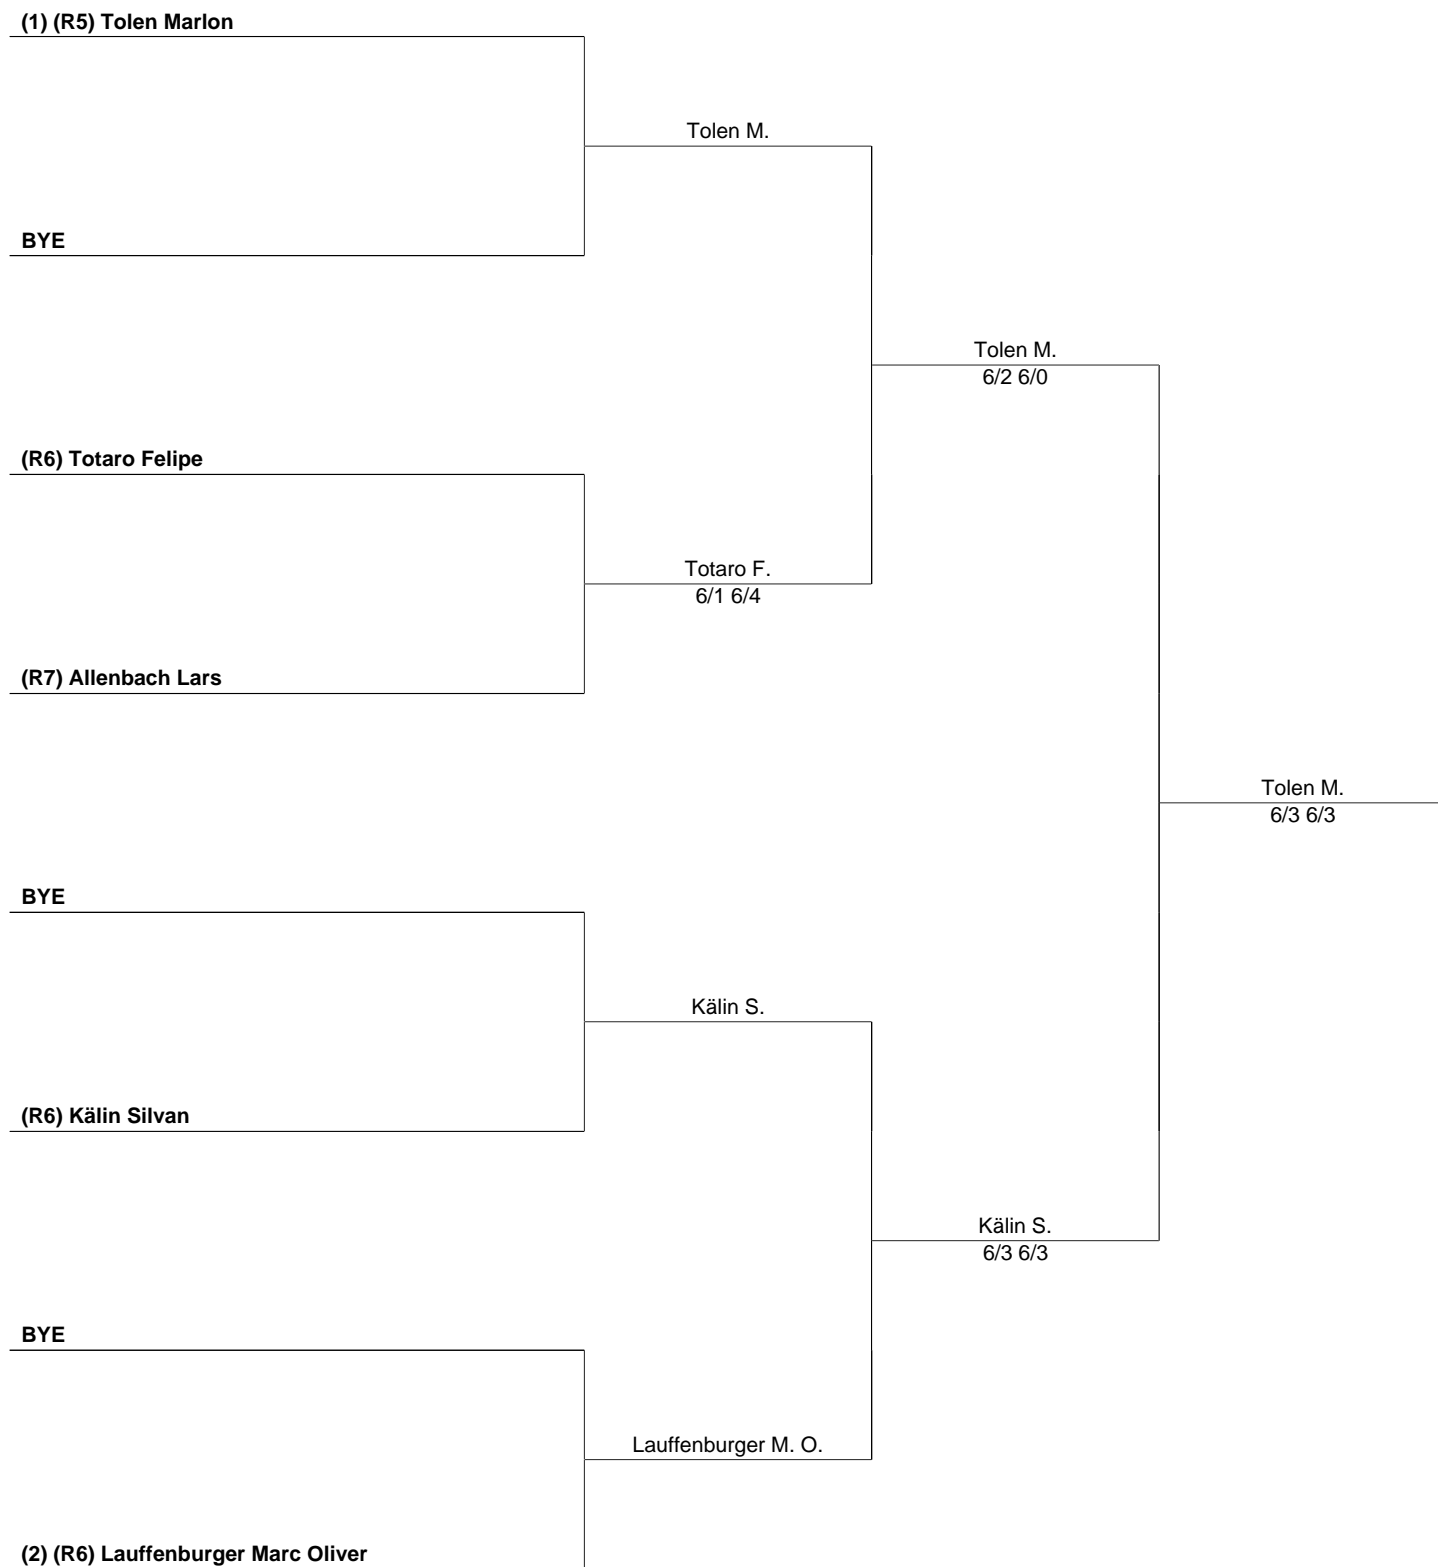 (1) (R5) Tolen Marlon
Tolen M.
BYE
Tolen M.
6/2 6/0
(R6) Totaro Felipe
Totaro F.
6/1 6/4
(R7) Allenbach Lars
Tolen M.
6/3 6/3
BYE
Kälin S.
(R6) Kälin Silvan
Kälin S.
6/3 6/3
BYE
Lauffenburger M. O.
(2) (R6) Lauffenburger Marc Oliver